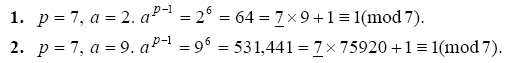 1. p = 7, a = 2. a^{p-1} = 2^6 = 64 = 7 × 9 + 1 ≡ 1(mod 7).
2. p = 7, a = 9. a^{p-1} = 9^6 = 531,441 = 7 × 75920 + 1 ≡ 1(mod 7).